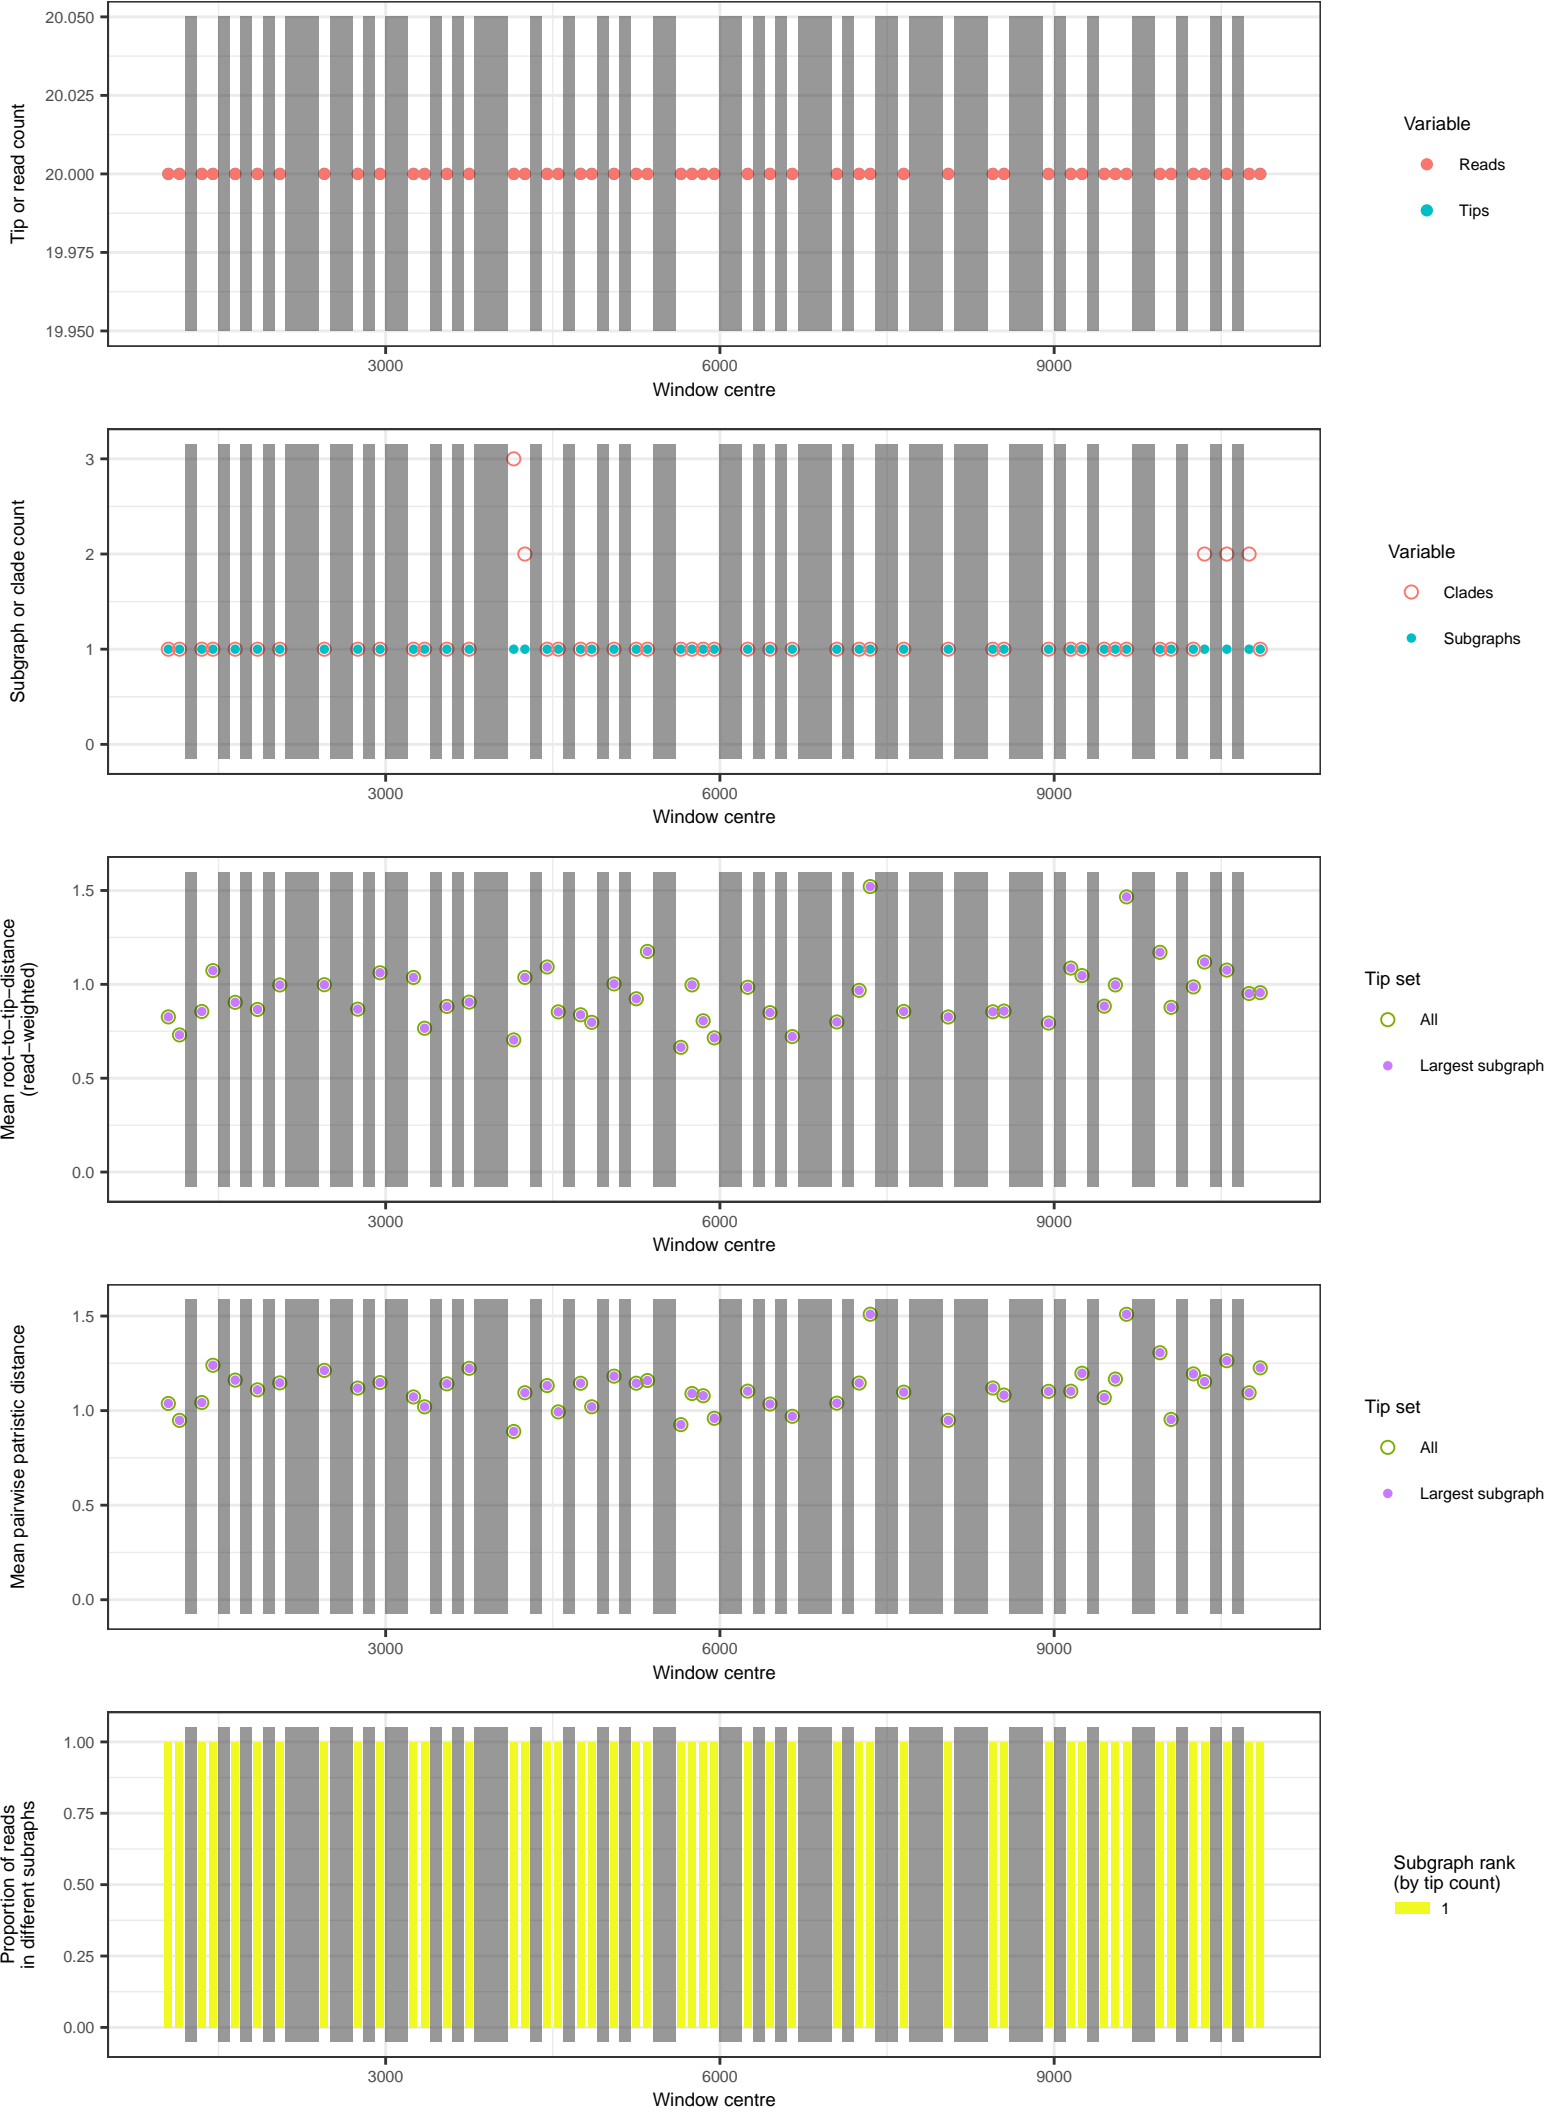 20.050
20.025
20.000
19.975
19.950
Tip or read count
3000
6000
9000
Window centre
Variable
Reads
Tips
3
2
1
0
Subgraph or clade count
3000
6000
9000
Window centre
Variable
Clades
Subgraphs
1.5
1.0
0.5
0.0
Mean root−to−tip−distance
(read−weighted)
3000
6000
9000
Window centre
Tip set
All
Largest subgraph
1.5
1.0
0.5
0.0
Mean pairwise patristic distance
3000
6000
9000
Window centre
Tip set
All
Largest subgraph
1.00
0.75
0.50
0.25
0.00
Proportion of reads
in different subraphs
3000
6000
9000
Window centre
Subgraph rank
(by tip count)
1